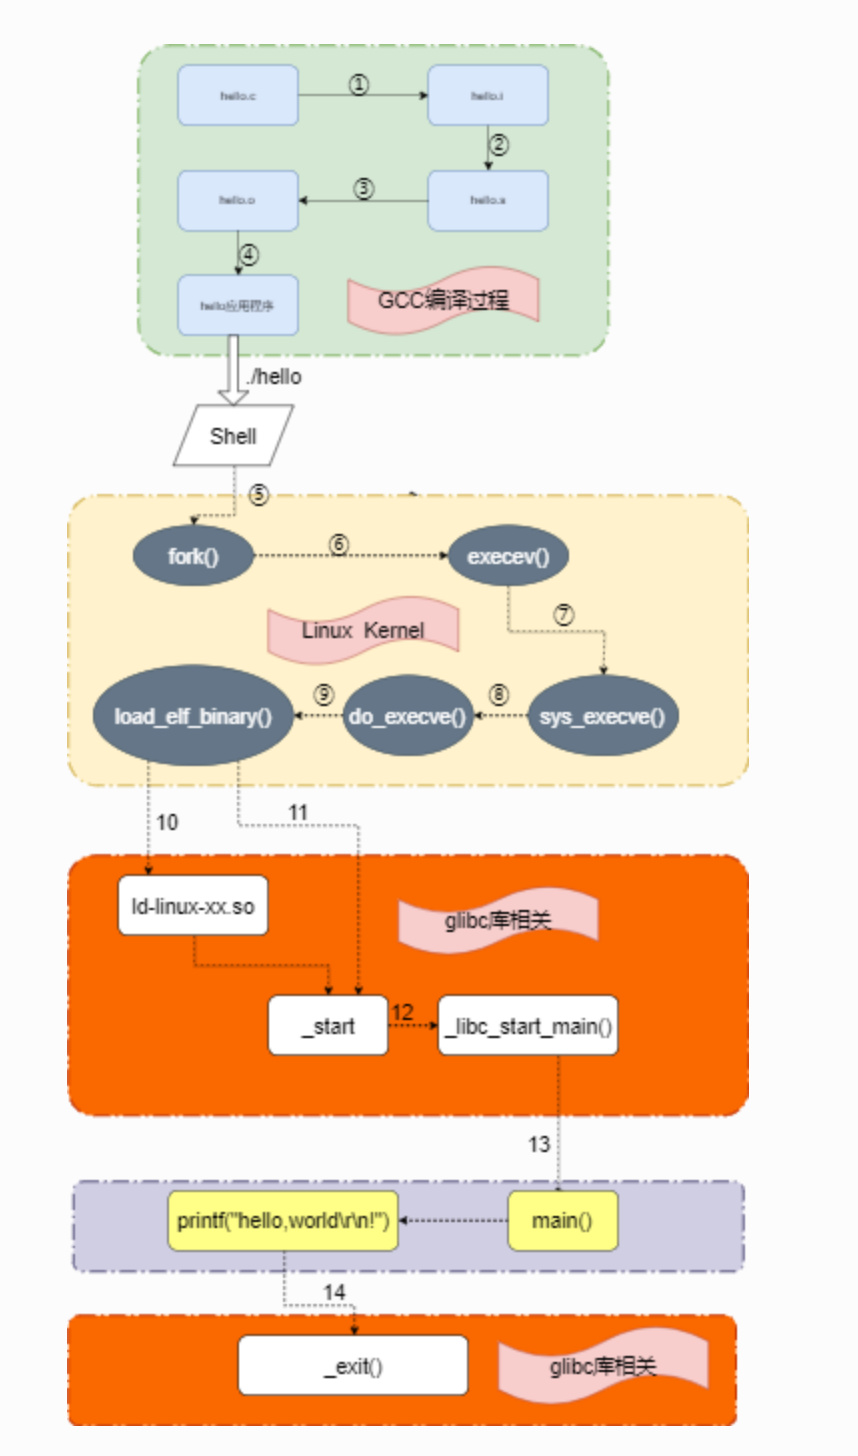 hello.c
①
hello.i
②
hello.o
③
hello.s
④
hello应用程序
GCC编译过程
./hello
Shell
⑤
fork()
⑥
execev()
⑦
Linux Kernel
load_elf_binary()
⑨
do_execve()
⑧
sys_execve()
10
11
ld-linux-xx.so
glibc库相关
_start
12
_libc_start_main()
13
printf("hello,world\r\n!")
main()
14
_exit()
glibc库相关